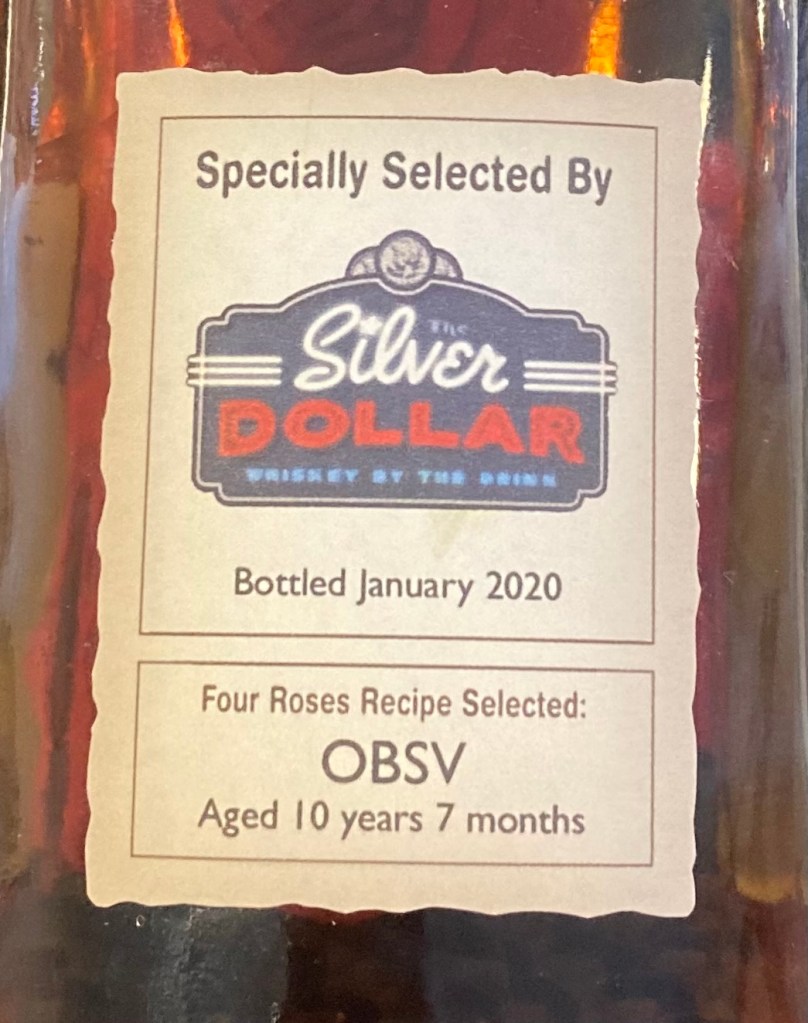 Specially Selected By
THE
Silver
DOLLAR
WHISKEY BY THE DRINK
Bottled January 2020
Four Roses Recipe Selected:
OBSV
Aged 10 years 7 months